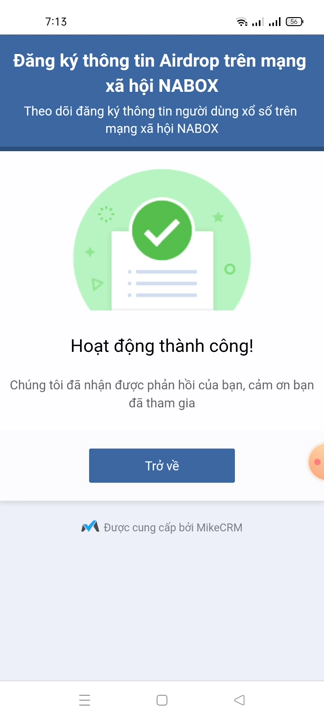 7:13
56
Đăng ký thông tin Airdrop trên mạng
xã hội NABOX
Theo dõi đăng ký thông tin người dùng xổ số trên
mạng xã hội NABOX
Hoạt động thành công!
Chúng tôi đã nhận được phản hồi của bạn, cảm ơn bạn
đã tham gia
Trở về
Được cung cấp bởi MikeCRM